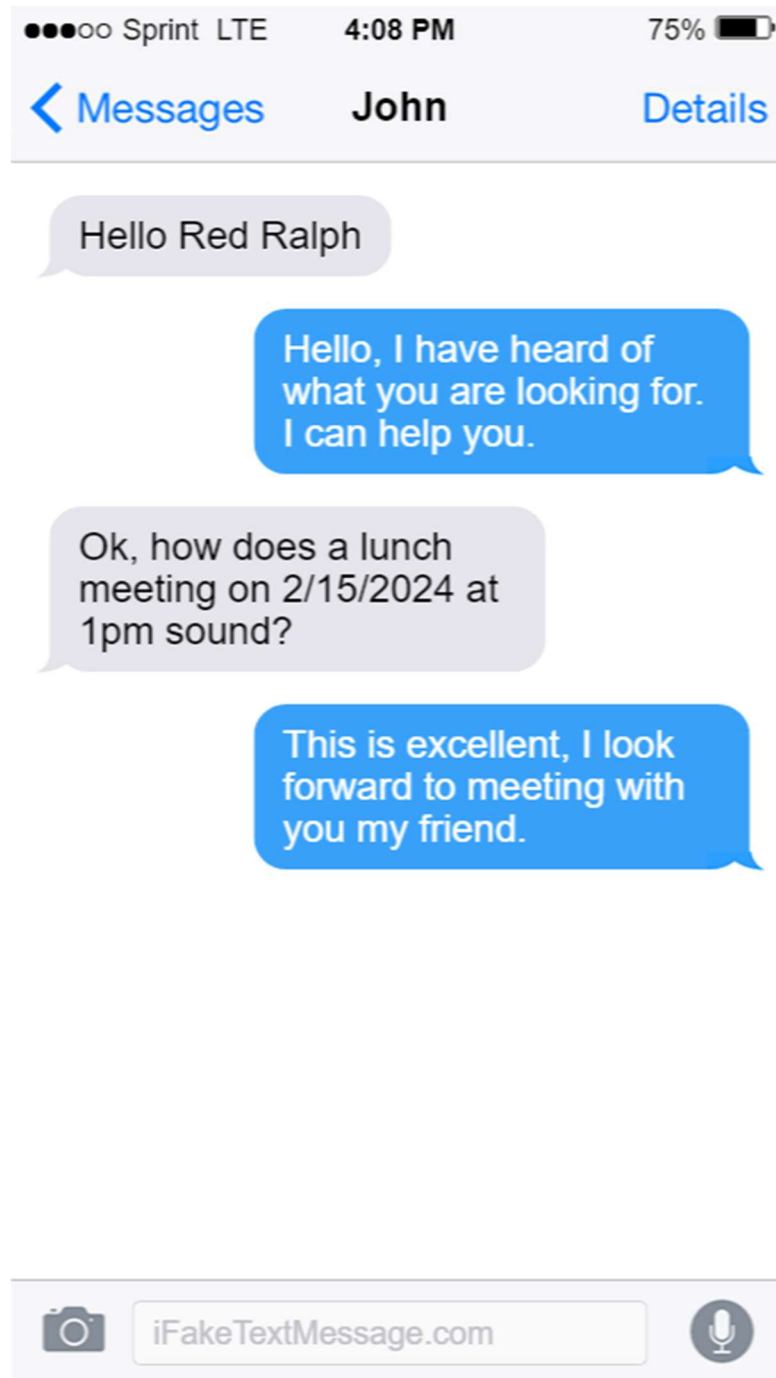 Sprint LTE 4:08 PM 75%
Messages John Details
Hello Red Ralph
Hello, I have heard of
what you are looking for.
I can help you.
Ok, how does a lunch
meeting on 2/15/2024 at
1pm sound?
This is excellent, I look
forward to meeting with
you my friend.
iFakeTextMessage.com